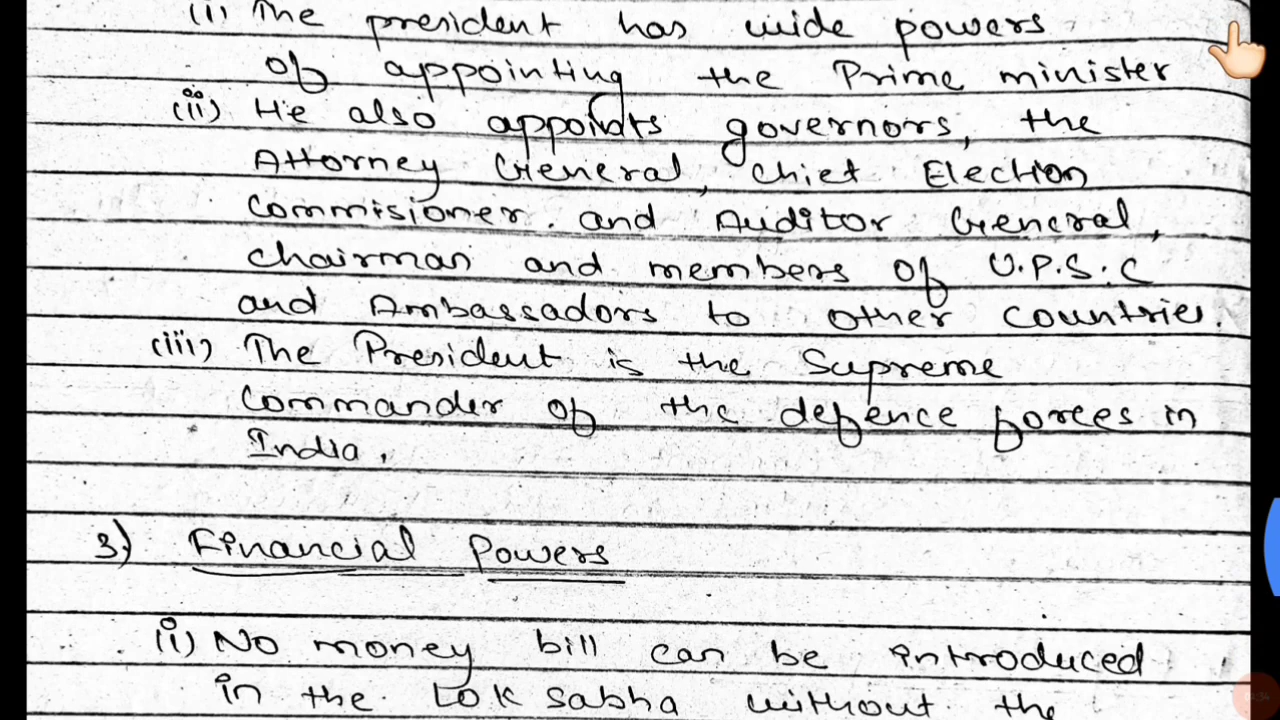 (i) The president has wide powers
of appointing the Prime minister
(ii) He also appoints governors, the
Attorney General, Chief Election
Commisioner. and Auditor General,
chairman and members of U.P.S.C
and Ambassadors to other countries.
(iii) The President is the Supreme
Commander of the defence forces in
India.
3) Financial Powers
(i) No money bill can be introduced
in the Lok sabha without the